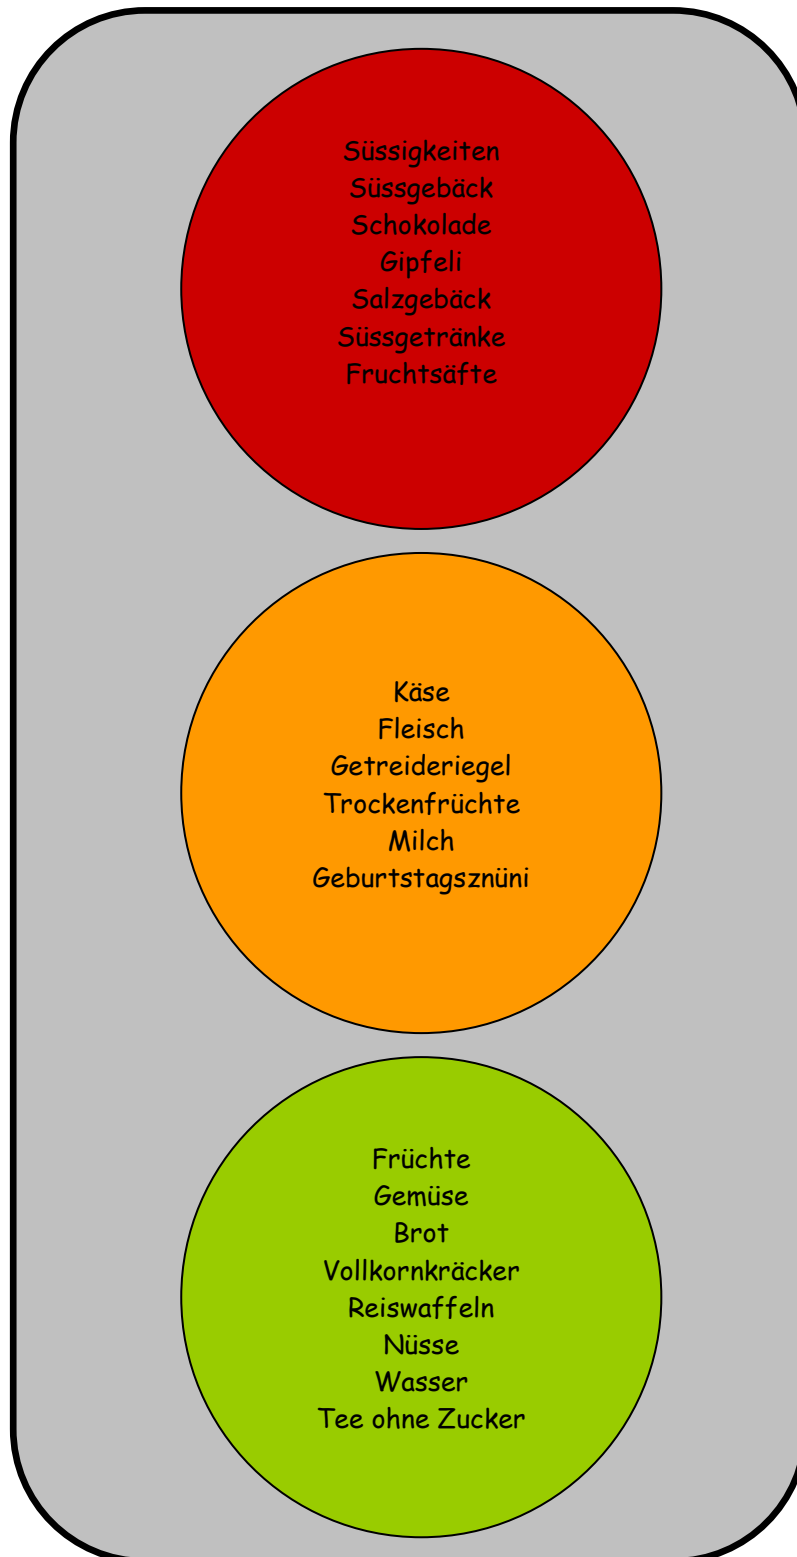 Süssigkeiten
Süssgebäck
Schokolade
Gipfeli
Salzgebäck
Süssgetränke
Fruchtsäfte
Käse
Fleisch
Getreideriegel
Trockenfrüchte
Milch
Geburtstagsznüni
Früchte
Gemüse
Brot
Vollkornkräcker
Reiswaffeln
Nüsse
Wasser
Tee ohne Zucker